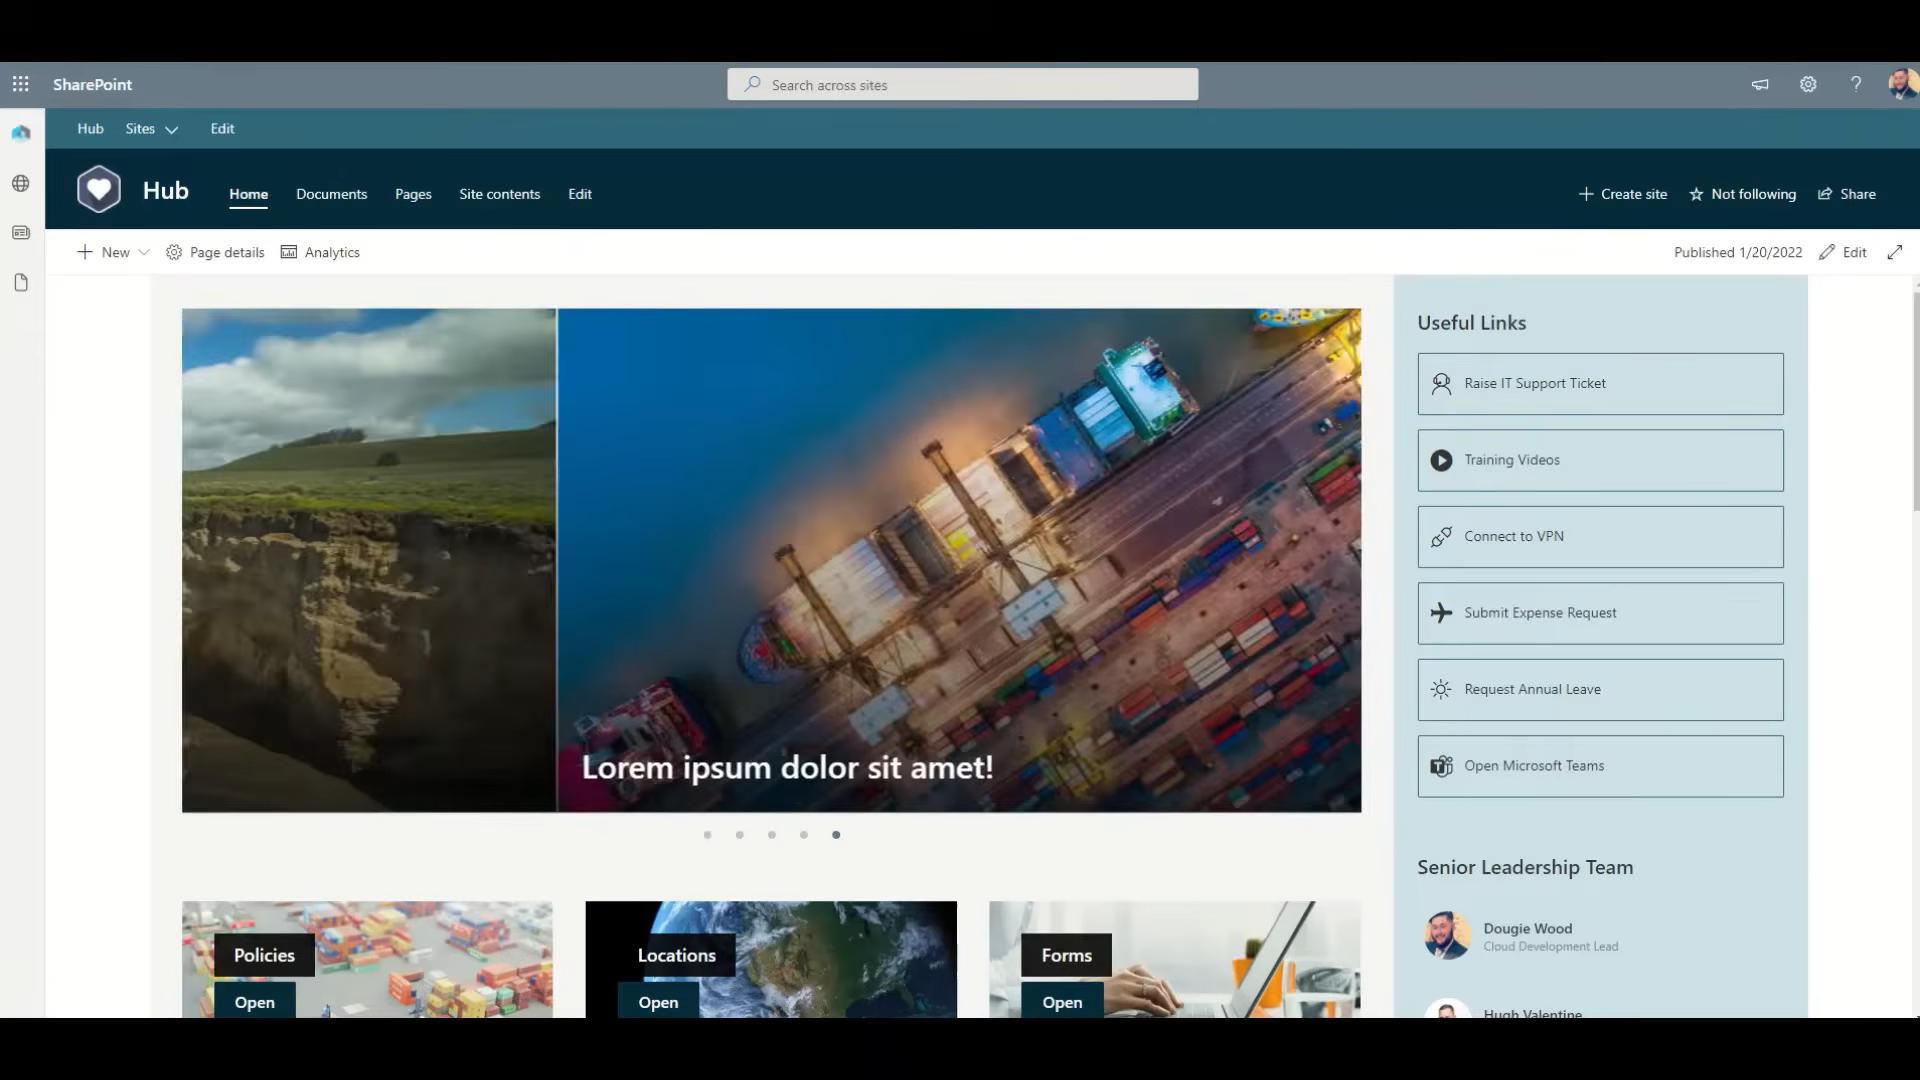 SharePoint
Search across sites
?
Hub Sites Edit
Hub Home Documents Pages Site contents Edit
Create site Not following Share
New Page details Analytics
Published 1/20/2022 Edit
Lorem ipsum dolor sit amet!
Policies
Open
Locations
Open
Forms
Open
Useful Links
Raise IT Support Ticket
Training Videos
Connect to VPN
Submit Expense Request
Request Annual Leave
Open Microsoft Teams
Senior Leadership Team
Dougie Wood
Cloud Development Lead
Hugh Valentine